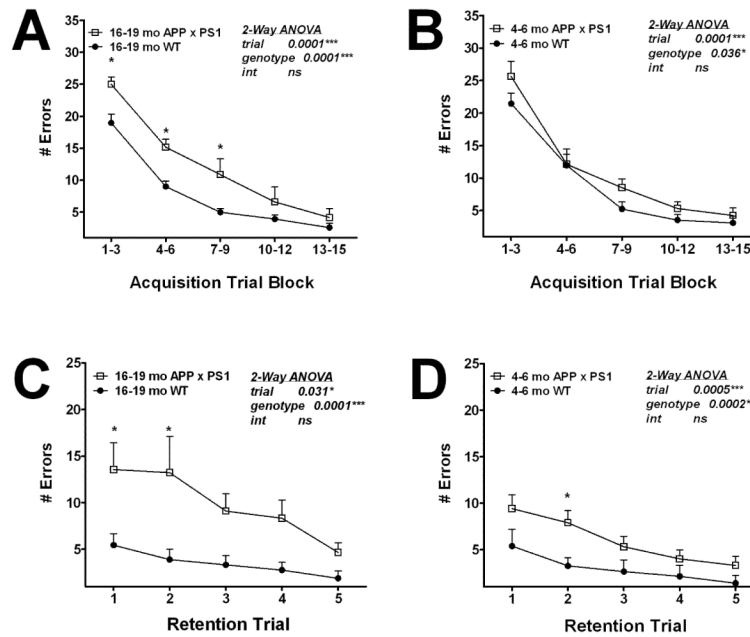 A
16-19 mo APP x PS1
16-19 mo WT
2-Way ANOVA
trial 0.0001***
genotype 0.0001***
int ns
35
30
25
20
15
10
5
# Errors
*
*
*
1-3 4-6 7-9 10-12 13-15
Acquisition Trial Block
B
4-6 mo APP x PS1
4-6 mo WT
2-Way ANOVA
trial 0.0001***
genotype 0.036*
int ns
35
30
25
20
15
10
5
# Errors
1-3 4-6 7-9 10-12 13-15
Acquisition Trial Block
C
16-19 mo APP x PS1
16-19 mo WT
2-Way ANOVA
trial 0.031*
genotype 0.0001***
int ns
25
20
15
10
5
# Errors
*
*
1 2 3 4 5
Retention Trial
D
4-6 mo APP x PS1
4-6 mo WT
2-Way ANOVA
trial 0.0005***
genotype 0.0002*
int ns
25
20
15
10
5
# Errors
*
1 2 3 4 5
Retention Trial